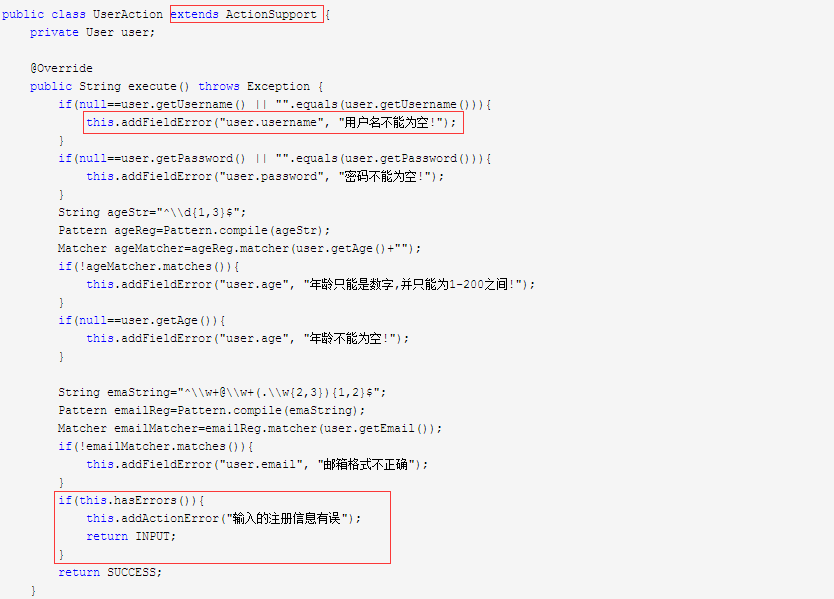 public class UserAction extends ActionSupport {
    private User user;

    @Override
    public String execute() throws Exception {
        if(null==user.getUsername() || "".equals(user.getUsername())){
            this.addFieldError("user.username", "用户名不能为空!");
        }
        if(null==user.getPassword() || "".equals(user.getPassword())){
            this.addFieldError("user.password", "密码不能为空!");
        }
        String ageStr="^\\d{1,3}$";
        Pattern ageReg=Pattern.compile(ageStr);
        Matcher ageMatcher=ageReg.matcher(user.getAge()+"");
        if(!ageMatcher.matches()){
            this.addFieldError("user.age", "年龄只能是数字,并只能为1-200之间!");
        }
        if(null==user.getAge()){
            this.addFieldError("user.age", "年龄不能为空!");
        }

        String emaString="^\\w+@\\w+(.\\w{2,3}){1,2}$";
        Pattern emailReg=Pattern.compile(emaString);
        Matcher emailMatcher=emailReg.matcher(user.getEmail());
        if(!emailMatcher.matches()){
            this.addFieldError("user.email", "邮箱格式不正确");
        }
        if(this.hasErrors()){
            this.addActionError("输入的注册信息有误");
            return INPUT;
        }
        return SUCCESS;
    }